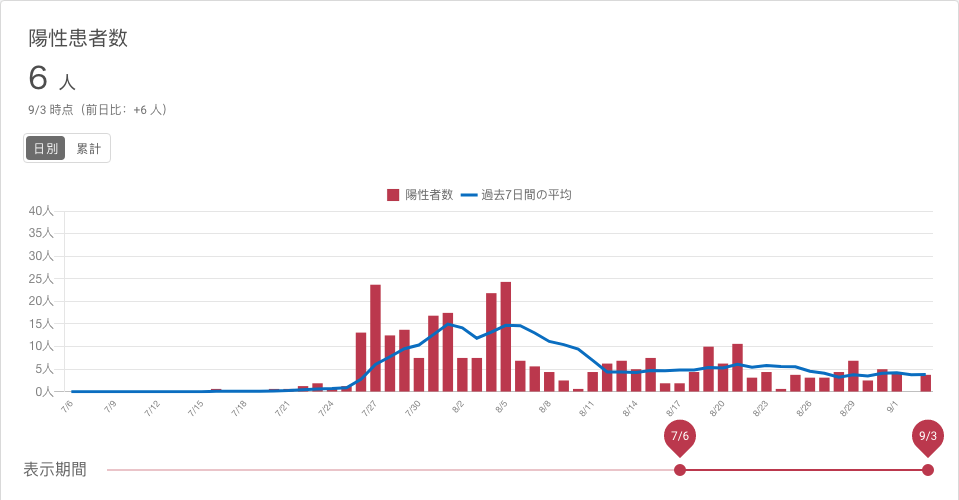 陽性患者数
6 人
9/3 時点（前日比：+6 人）
日別 累計
陽性者数 過去7日間の平均
40人
35人
30人
25人
20人
15人
10人
5人
0人
7/6 7/9 7/12 7/15 7/18 7/21 7/24 7/27 7/30 8/2 8/5 8/8 8/11 8/14 8/17 8/20 8/23 8/26 8/29 9/1
7/6 9/3
表示期間